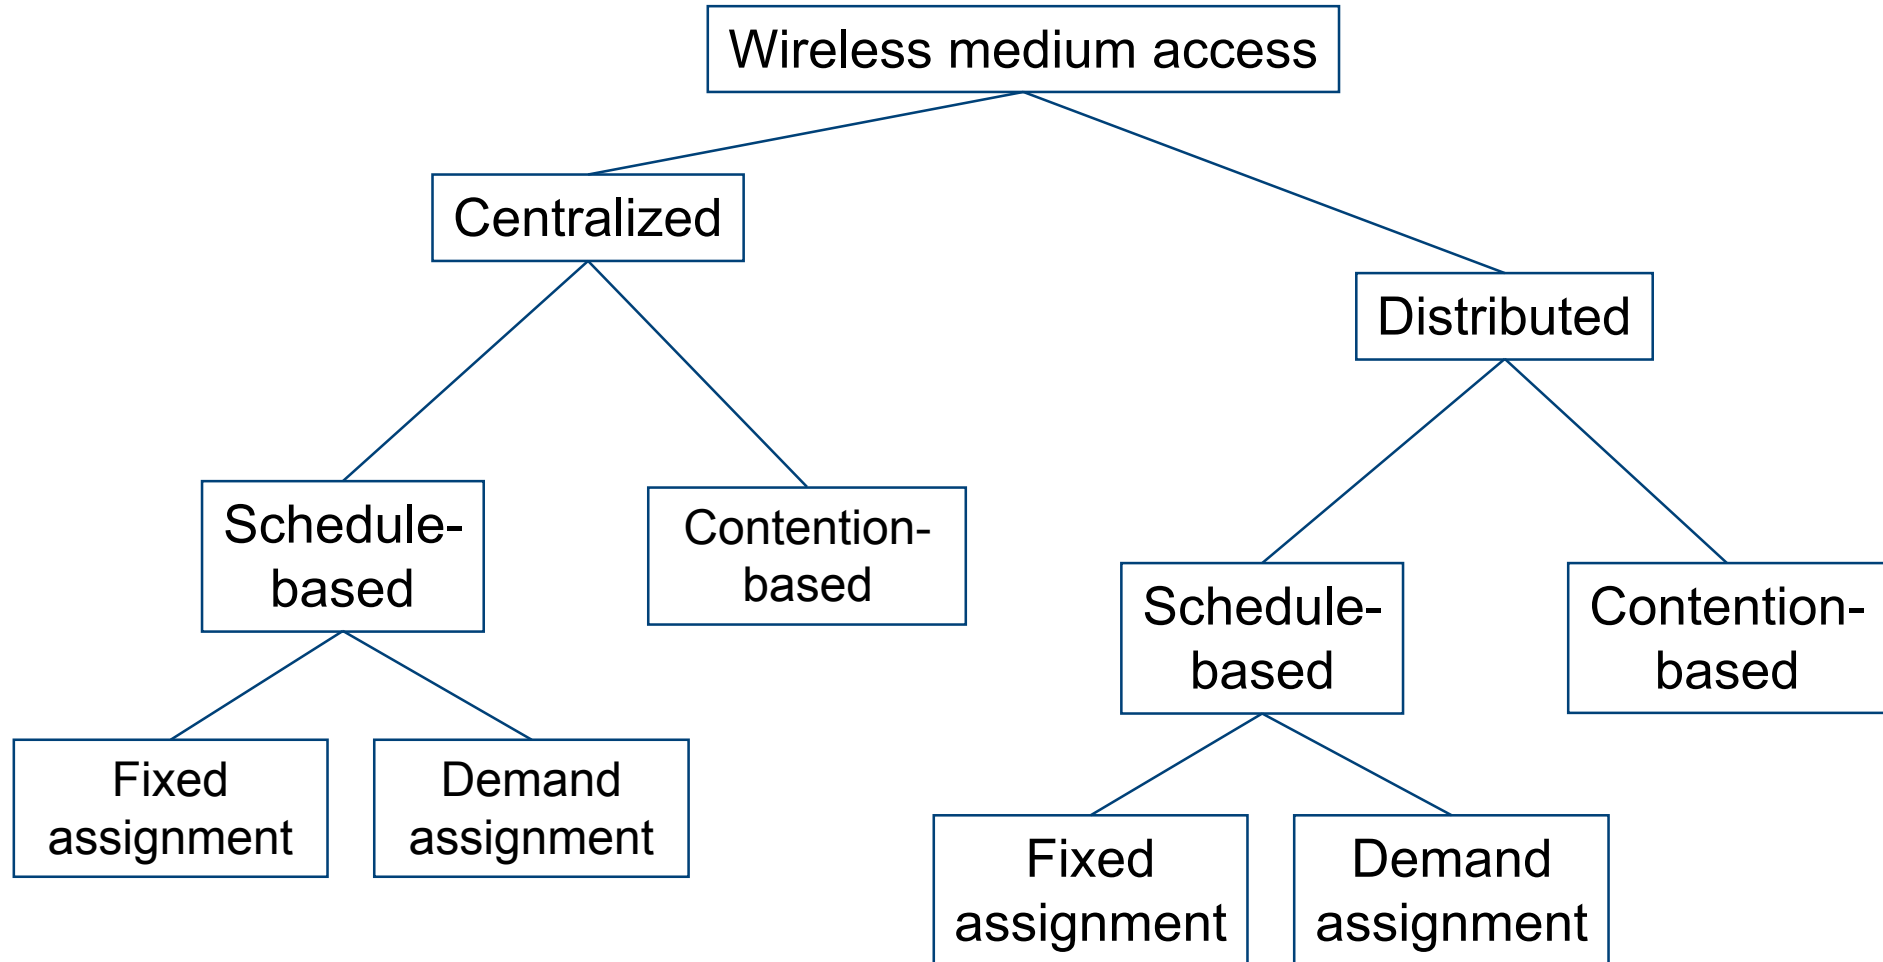 Wireless medium access
Centralized
Distributed
Schedule-
based
Contention-
based
Schedule-
based
Contention-
based
Fixed
assignment
Demand
assignment
Fixed
assignment
Demand
assignment